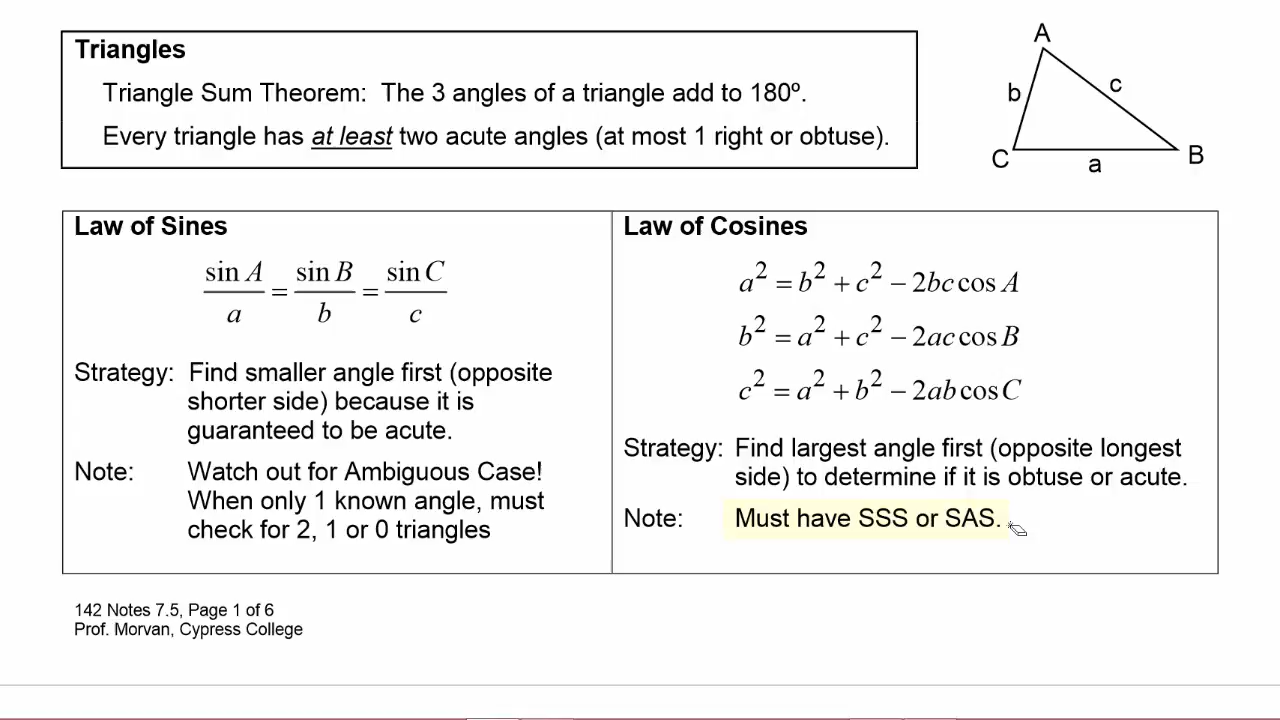 Triangles
Triangle Sum Theorem: The 3 angles of a triangle add to 180º.
Every triangle has at least two acute angles (at most 1 right or obtuse).
A
b
c
C
a
B
Law of Sines
sin A / a = sin B / b = sin C / c
Strategy: Find smaller angle first (opposite
shorter side) because it is
guaranteed to be acute.
Note: Watch out for Ambiguous Case!
When only 1 known angle, must
check for 2, 1 or 0 triangles
Law of Cosines
a² = b² + c² − 2bc cos A
b² = a² + c² − 2ac cos B
c² = a² + b² − 2ab cos C
Strategy: Find largest angle first (opposite longest
side) to determine if it is obtuse or acute.
Note: Must have SSS or SAS.
142 Notes 7.5, Page 1 of 6
Prof. Morvan, Cypress College